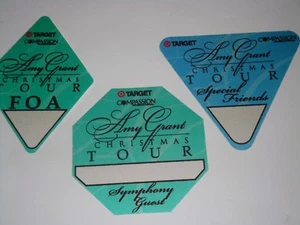 TARGET
COMPASSION
Amy Grant
CHRISTMAS
TOUR
FOA
TARGET
COMPASSION
Amy Grant
CHRISTMAS
TOUR
Special
Friends
TARGET
COMPASSION
Amy Grant
CHRISTMAS
TOUR
Symphony
Guest